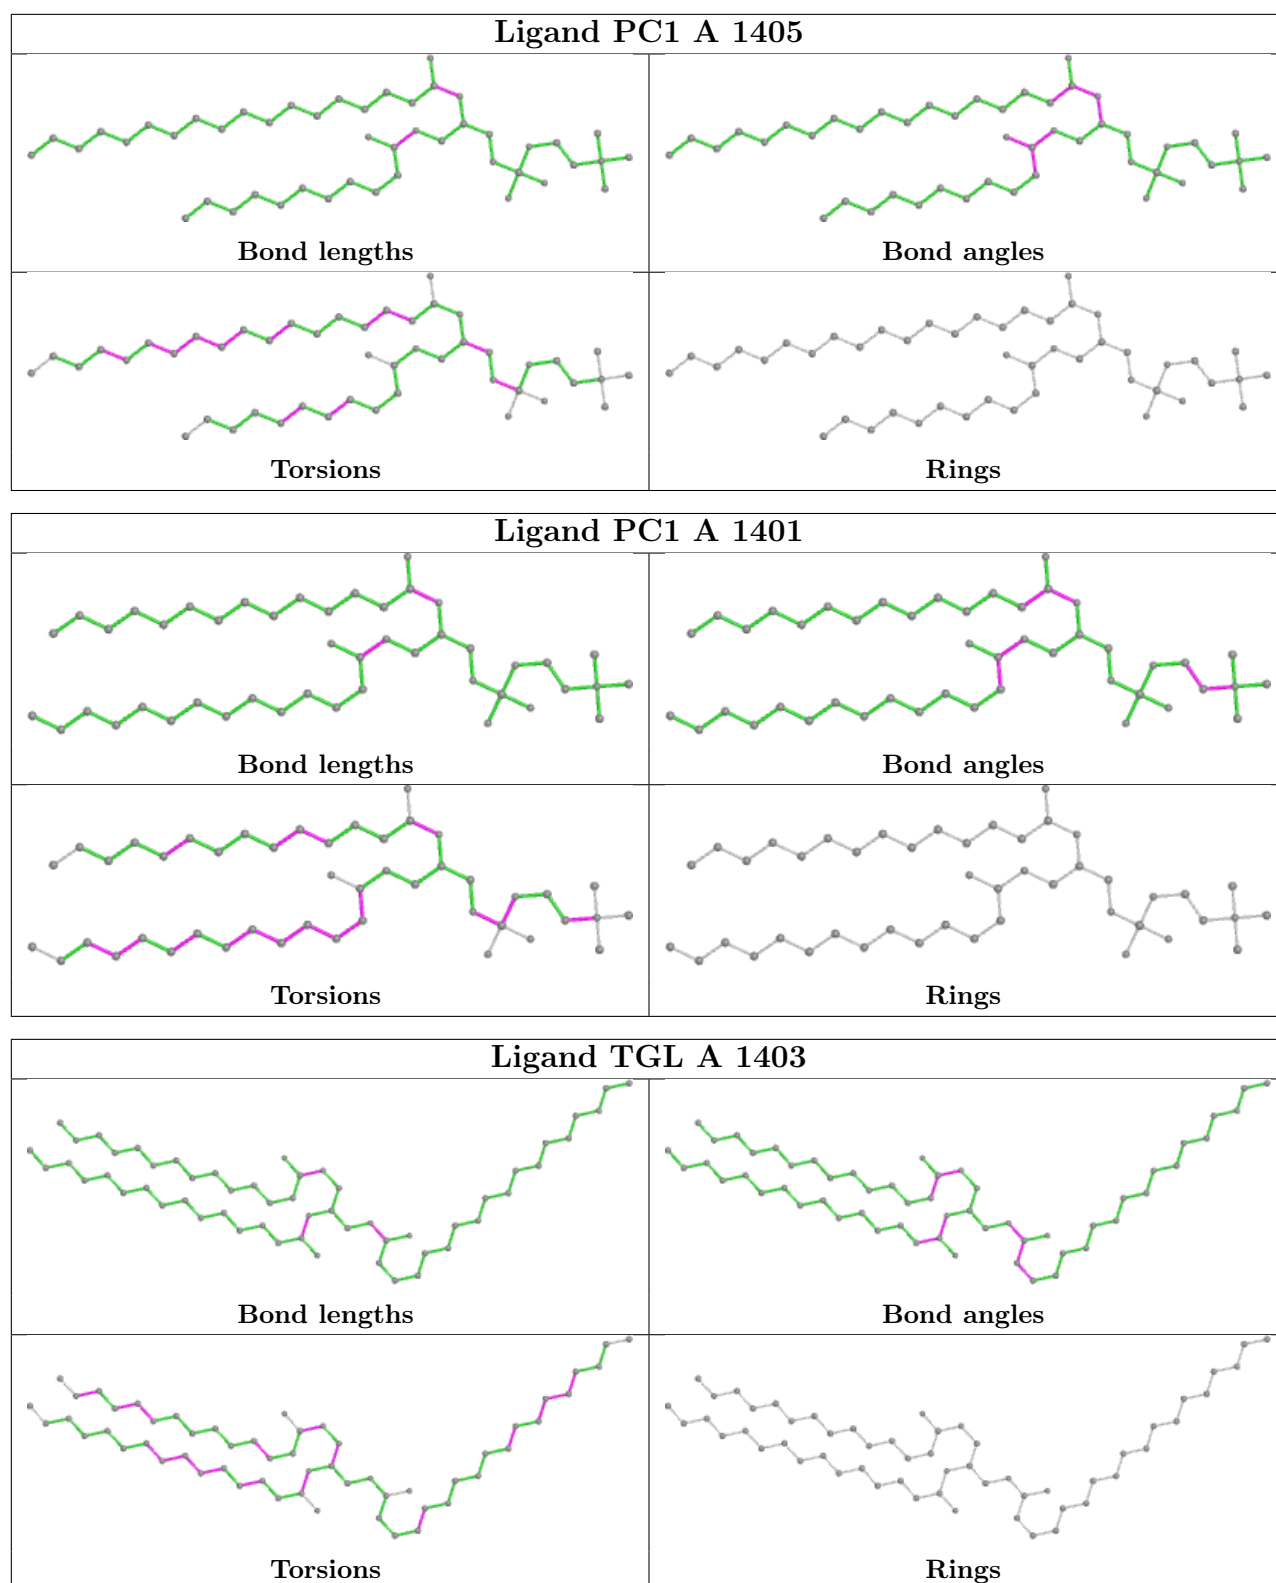 Ligand PC1 A 1405
Bond lengths
Bond angles
Torsions
Rings
Ligand PC1 A 1401
Bond lengths
Bond angles
Torsions
Rings
Ligand TGL A 1403
Bond lengths
Bond angles
Torsions
Rings